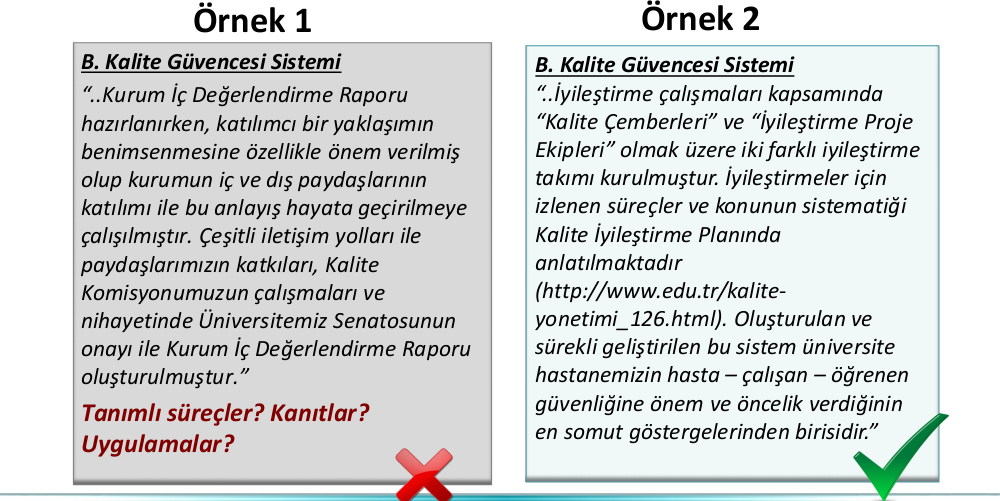 Örnek 1
B. Kalite Güvencesi Sistemi
“..Kurum İç Değerlendirme Raporu
hazırlanırken, katılımcı bir yaklaşımın
benimsenmesine özellikle önem verilmiş
olup kurumun iç ve dış paydaşlarının
katılımı ile bu anlayış hayata geçirilmeye
çalışılmıştır. Çeşitli iletişim yolları ile
paydaşlarımızın katkıları, Kalite
Komisyonumuzun çalışmaları ve
nihayetinde Üniversitemiz Senatosunun
onayı ile Kurum İç Değerlendirme Raporu
oluşturulmuştur.”
Tanımlı süreçler? Kanıtlar?
Uygulamalar?
Örnek 2
B. Kalite Güvencesi Sistemi
“..İyileştirme çalışmaları kapsamında
“Kalite Çemberleri” ve “İyileştirme Proje
Ekipleri” olmak üzere iki farklı iyileştirme
takımı kurulmuştur. İyileştirmeler için
izlenen süreçler ve konunun sistematiği
Kalite İyileştirme Planında
anlatılmaktadır
(http://www.edu.tr/kalite-
yonetimi_126.html). Oluşturulan ve
sürekli geliştirilen bu sistem üniversite
hastanemizin hasta – çalışan – öğrenen
güvenliğine önem ve öncelik verdiğinin
en somut göstergelerinden birisidir.”